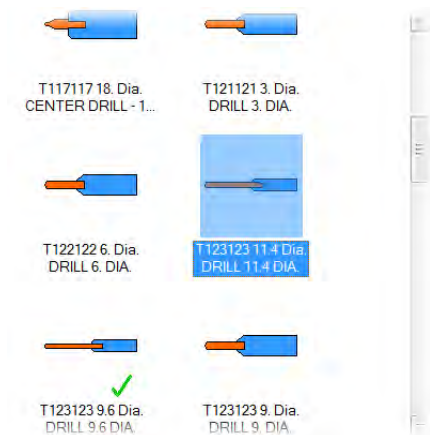 T117117 18. Dia.
CENTER DRILL - 1...
T121121 3. Dia.
DRILL 3. DIA.
T122122 6. Dia.
DRILL 6. DIA.
T123123 11.4 Dia.
DRILL 11.4 DIA.
T123123 9.6 Dia.
DRILL 9.6 DIA.
T123123 9. Dia.
DRILL 9. DIA.